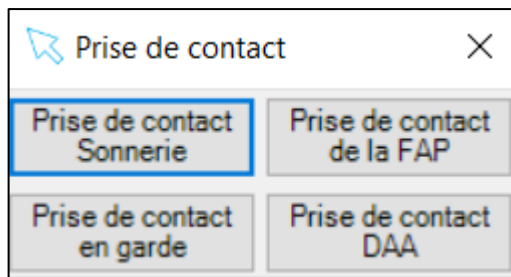 Prise de contact
Prise de contact
Sonnerie
Prise de contact
de la FAP
Prise de contact
en garde
Prise de contact
DAA